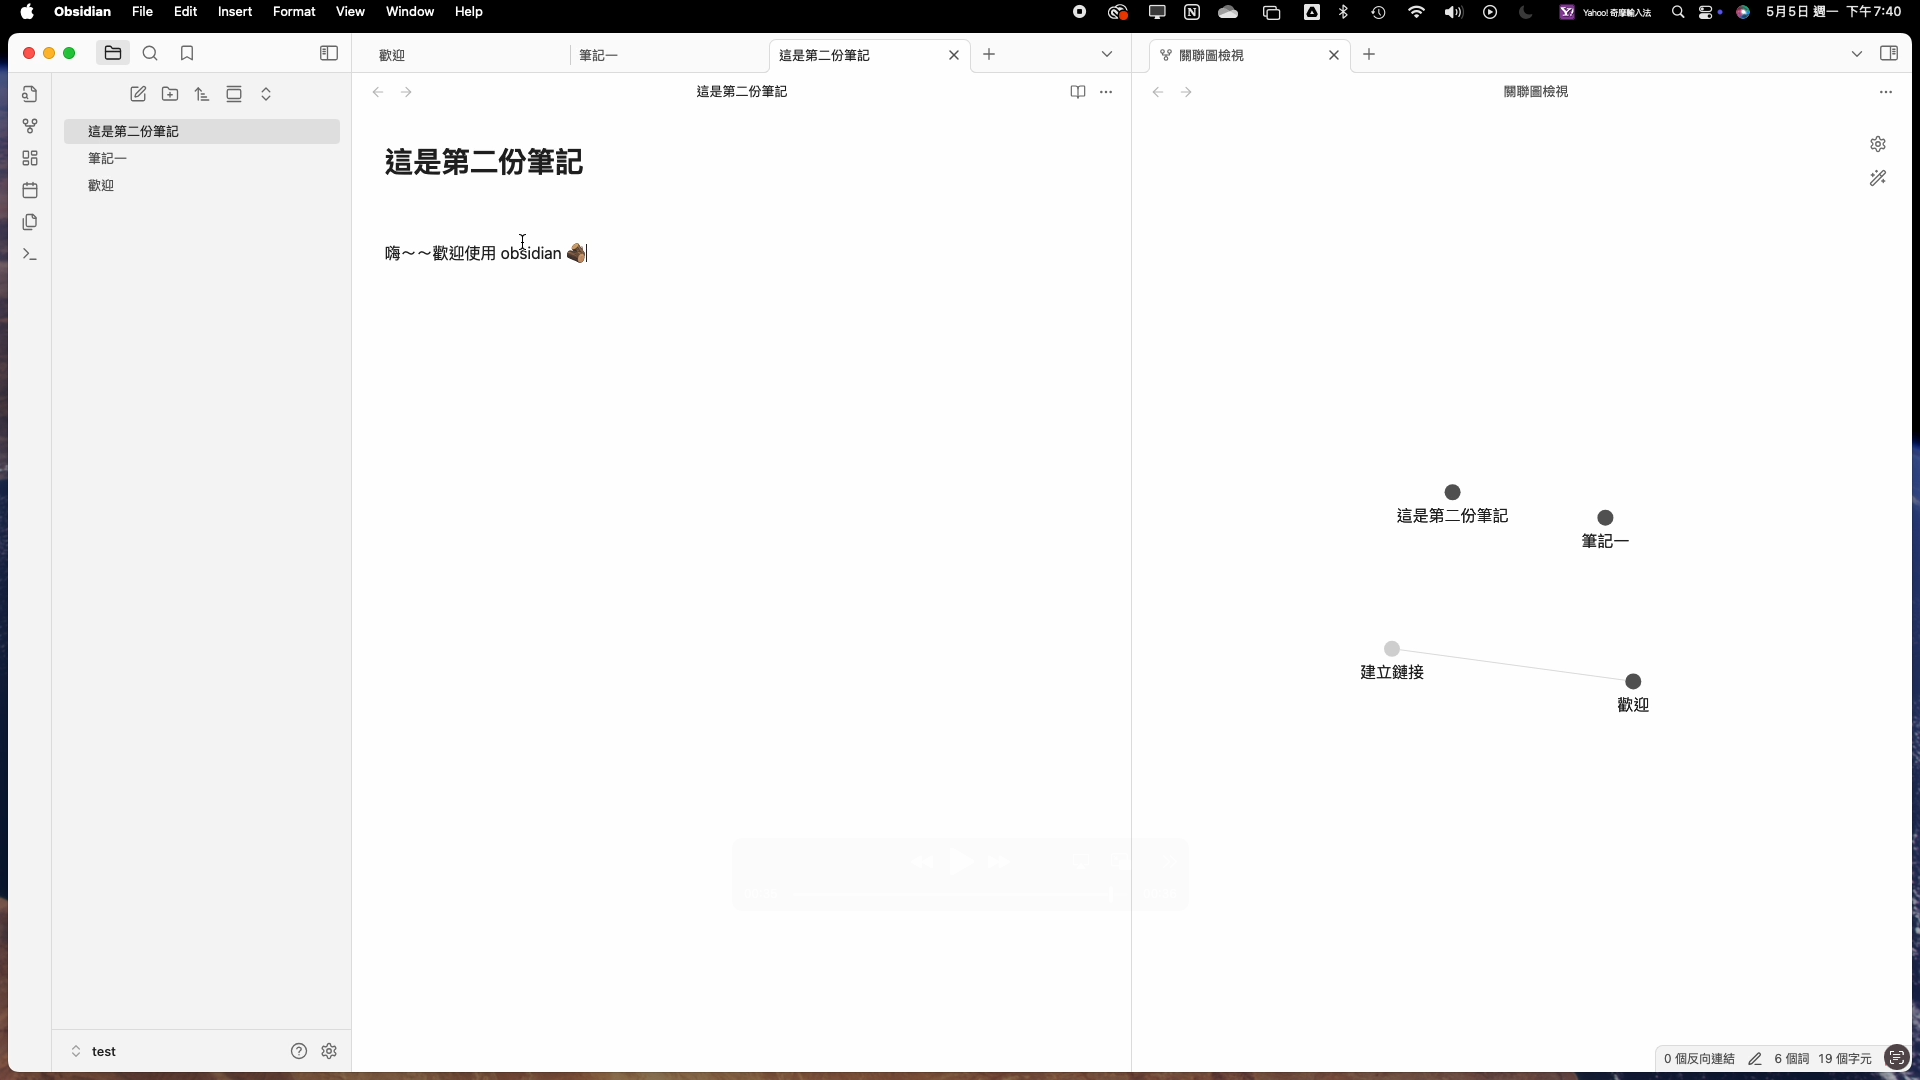 Obsidian File Edit Insert Format View Window Help
Yahoo! 奇摩輸入法 5月5日 週一 下午7:40
歡迎 筆記一 這是第二份筆記 關聯圖檢視
這是第二份筆記 關聯圖檢視
這是第二份筆記
筆記一
歡迎
這是第二份筆記
嗨～～歡迎使用 obsidian 🪵
這是第二份筆記
筆記一
建立鏈接
歡迎
test
0 個反向連結 6 個詞 19 個字元